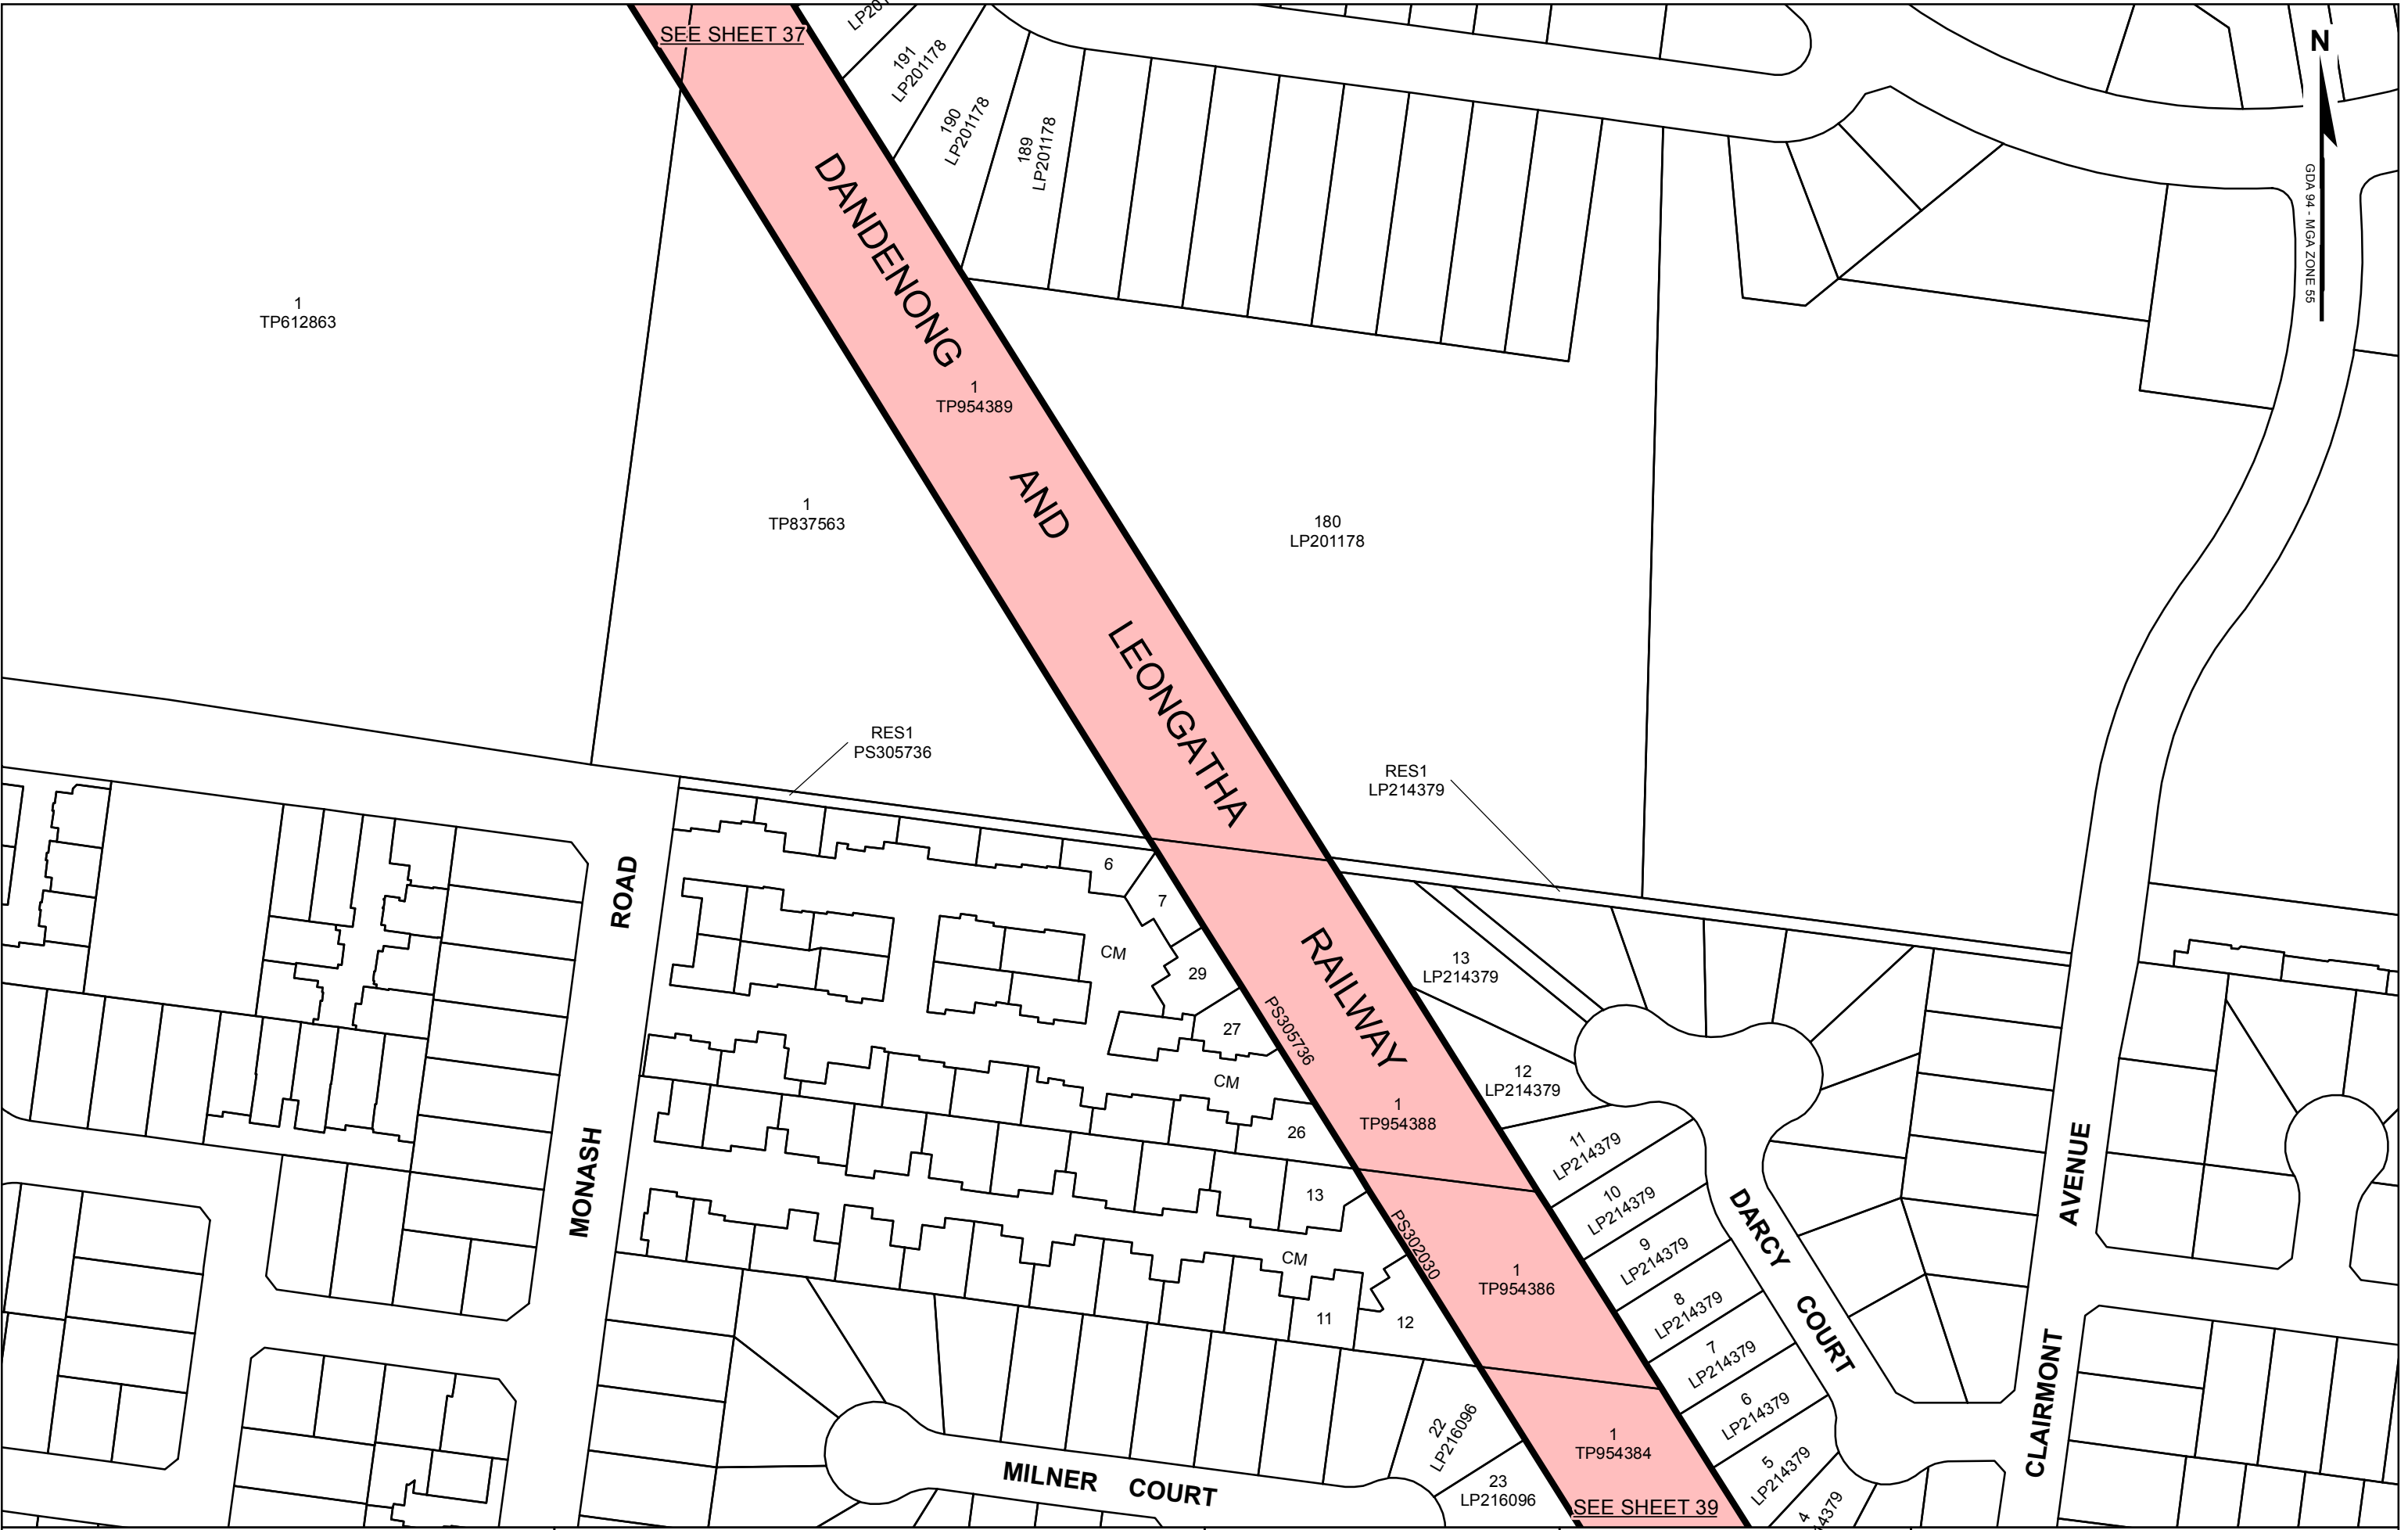 SEE SHEET 37
191
LP201178
190
LP201178
189
LP201178
N
GDA 94 - MGA ZONE 55
DANDENONG AND LEONGATHA RAILWAY
1
TP612863
1
TP954389
1
TP837563
180
LP201178
RES1
PS305736
RES1
LP214379
MONASH ROAD
6
7
CM
29
27
CM
26
PS305736
13
LP214379
12
LP214379
1
TP954388
11
LP214379
10
LP214379
9
LP214379
8
LP214379
7
LP214379
6
LP214379
5
LP214379
4
13
CM
PS302030
11
12
1
TP954386
DARCY COURT
CLAIRMONT AVENUE
22
LP216096
23
LP216096
1
TP954384
MILNER COURT
SEE SHEET 39